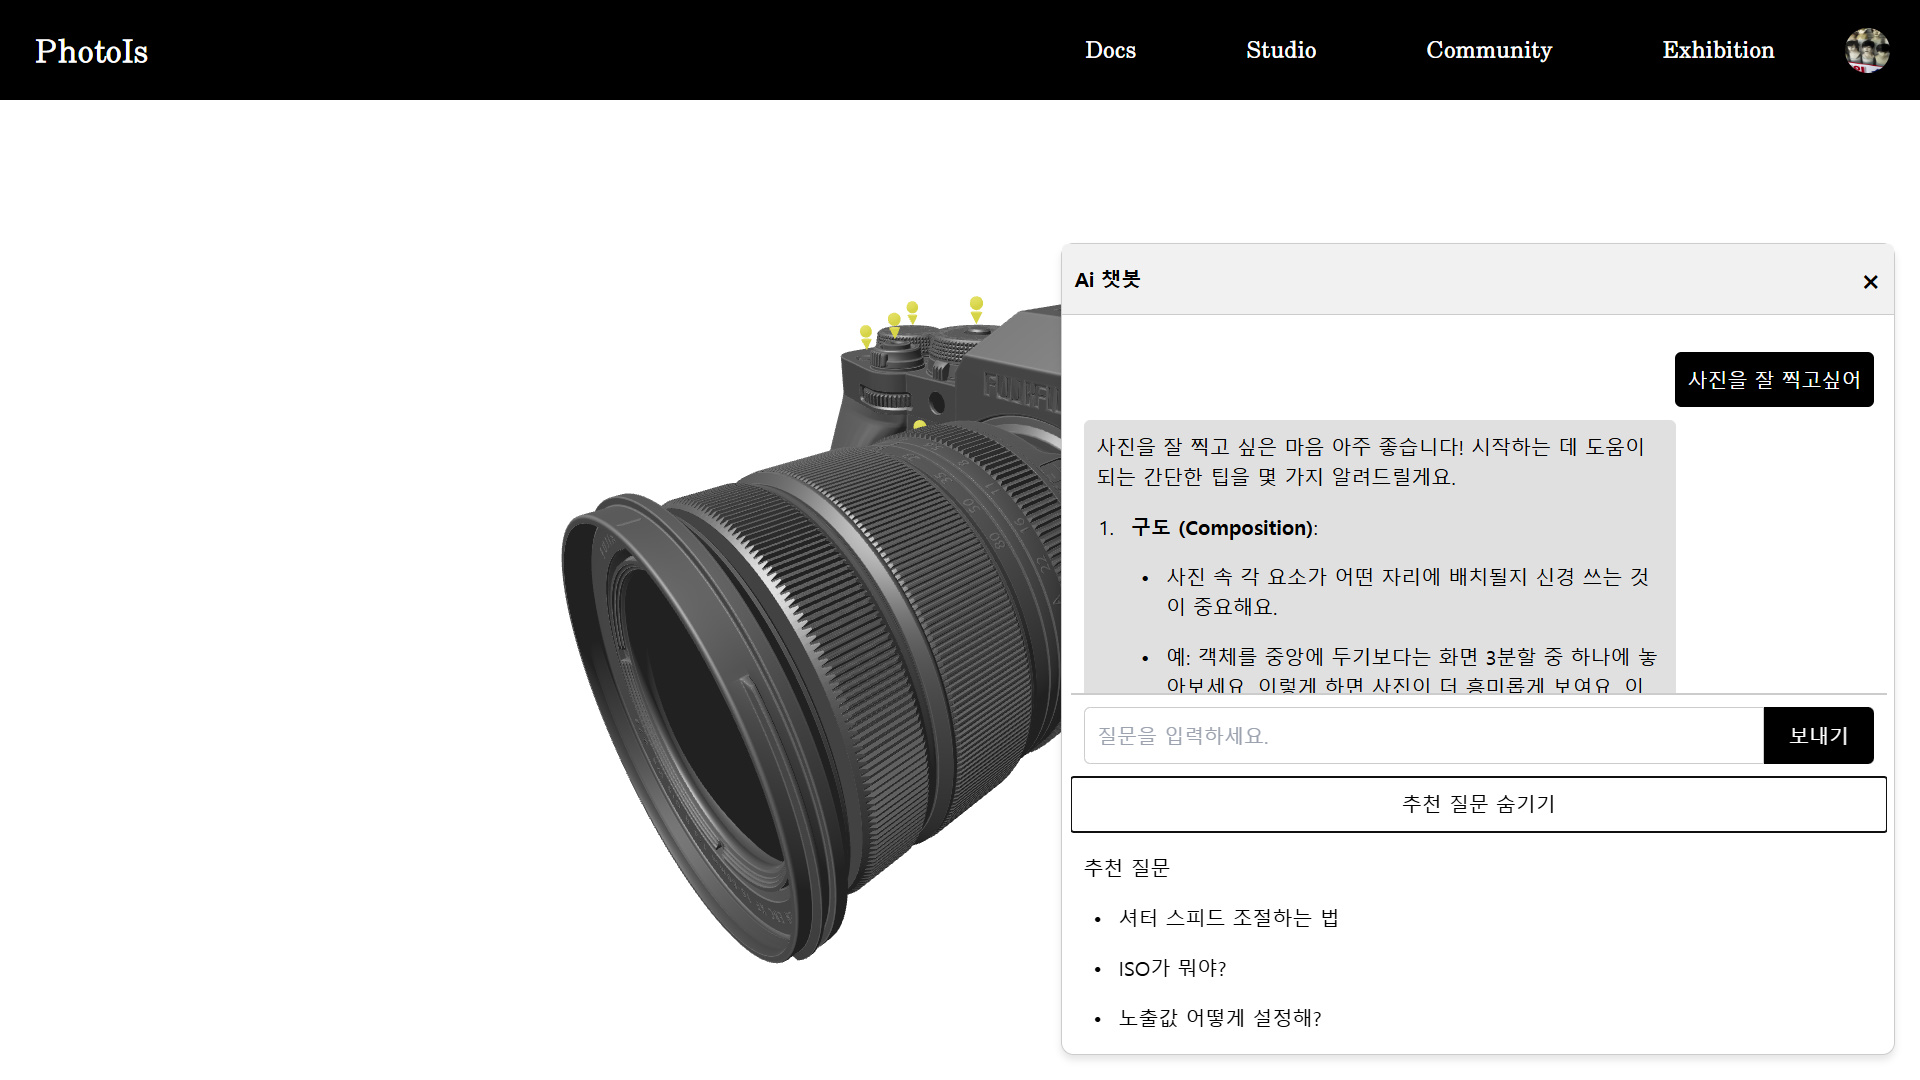 PhotoIs
Docs
Studio
Community
Exhibition
Ai 챗봇
×
사진을 잘 찍고싶어
사진을 잘 찍고 싶은 마음 아주 좋습니다! 시작하는 데 도움이
되는 간단한 팁을 몇 가지 알려드릴게요.
1. 구도 (Composition):
• 사진 속 각 요소가 어떤 자리에 배치될지 신경 쓰는 것
이 중요해요.
• 예: 객체를 중앙에 두기보다는 화면 3분할 중 하나에 놓
아보세요. 이렇게 하면 사진이 더 흥미롭게 보여요. 이
질문을 입력하세요.
보내기
추천 질문 숨기기
추천 질문
• 셔터 스피드 조절하는 법
• ISO가 뭐야?
• 노출값 어떻게 설정해?